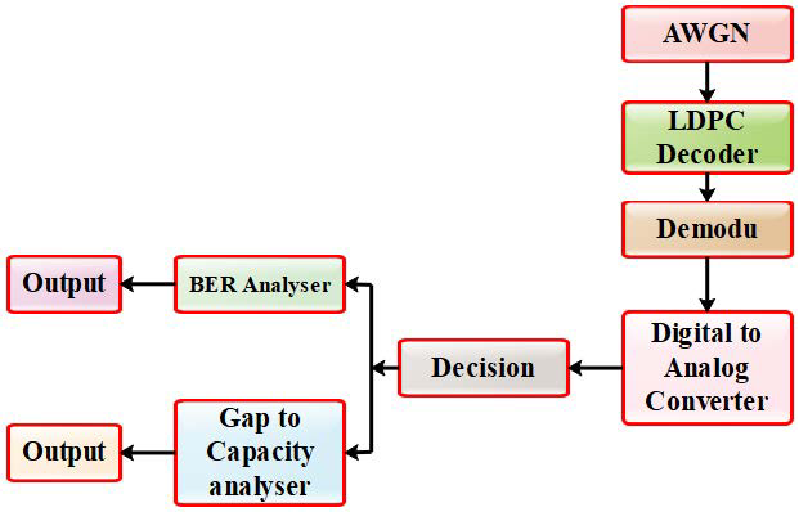 AWGN
LDPC
Decoder
Demodu
Digital to
Analog
Converter
Decision
BER Analyser
Output
Gap to
Capacity
analyser
Output